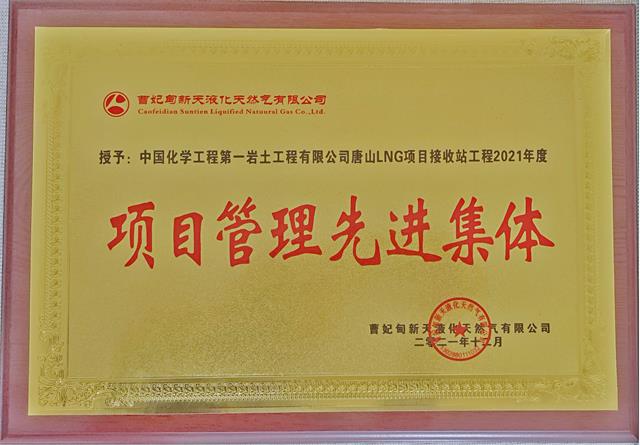 曹妃甸新天液化天然气有限公司
Caofeidian Suntien Liquified Natuural Gas Co.,Ltd.
授予：中国化学工程第一岩土工程有限公司唐山LNG项目接收站工程2021年度
项目管理先进集体
曹妃甸新天液化天然气有限公司
二零二一年十二月